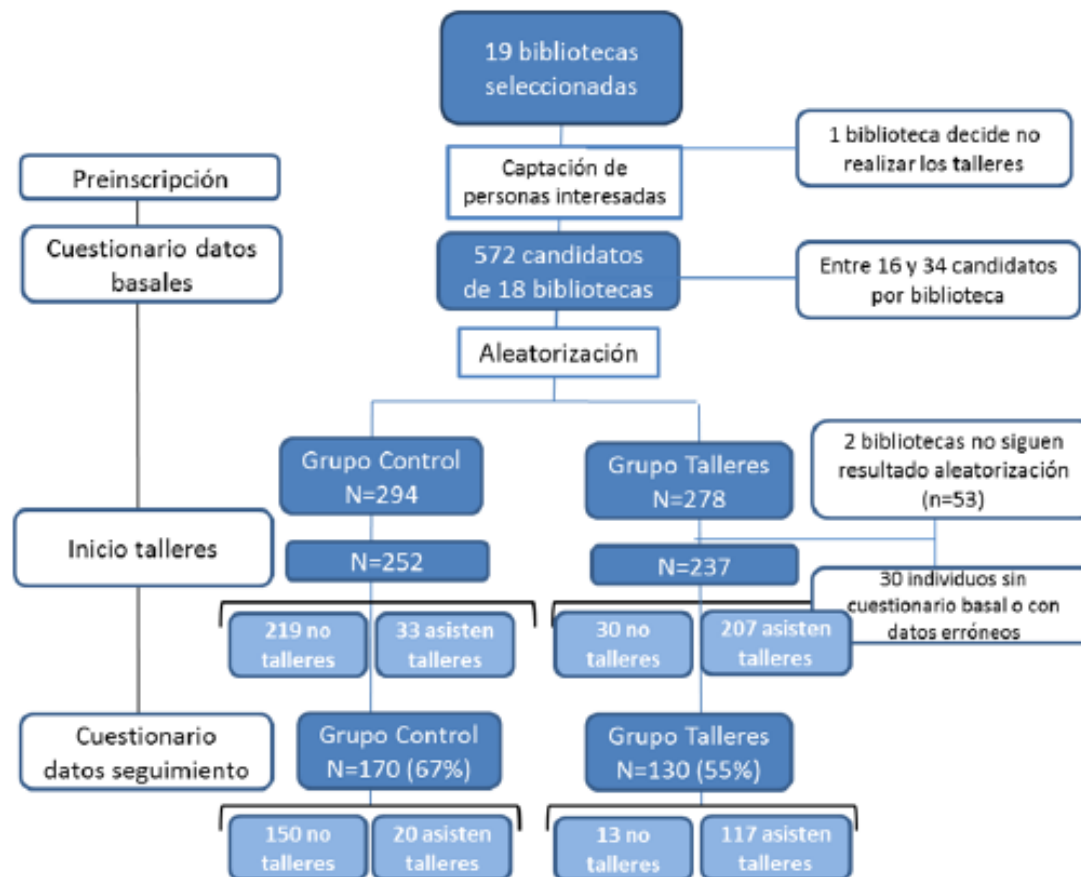 19 bibliotecas
seleccionadas
1 biblioteca decide no
realizar los talleres
Captación de
personas interesadas
Preinscripción
Cuestionario datos
basales
572 candidatos
de 18 bibliotecas
Entre 16 y 34 candidatos
por biblioteca
Aleatorización
Grupo Control
N=294
Grupo Talleres
N=278
2 bibliotecas no siguen
resultado aleatorización
(n=53)
Inicio talleres
N=252
N=237
30 individuos sin
cuestionario basal o con
datos erróneos
219 no
talleres
33 asisten
talleres
30 no
talleres
207 asisten
talleres
Cuestionario
datos seguimiento
Grupo Control
N=170 (67%)
Grupo Talleres
N=130 (55%)
150 no
talleres
20 asisten
talleres
13 no
talleres
117 asisten
talleres